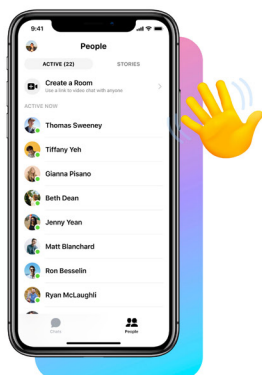 9:41
People
ACTIVE (22)
STORIES
Create a Room
Use a link to video chat with anyone
ACTIVE NOW
Thomas Sweeney
Tiffany Yeh
Gianna Pisano
Beth Dean
Jenny Yean
Matt Blanchard
Ron Besselin
Ryan McLaughli
Chats
People